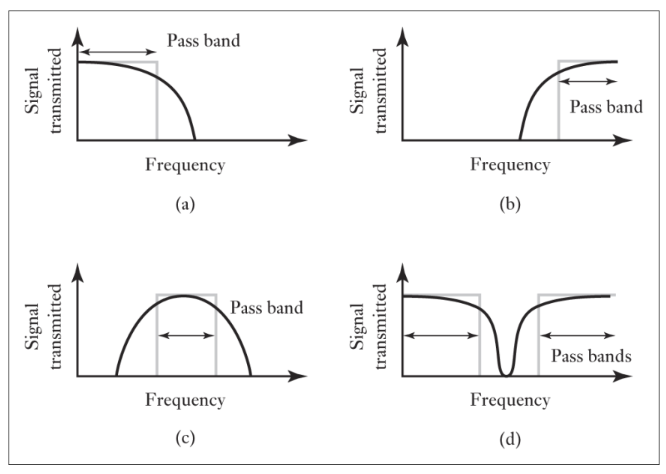 Pass band
Signal
transmitted
Frequency
(a)
Signal
transmitted
Pass band
Frequency
(b)
Signal
transmitted
Pass band
Frequency
(c)
Signal
transmitted
Pass bands
Frequency
(d)